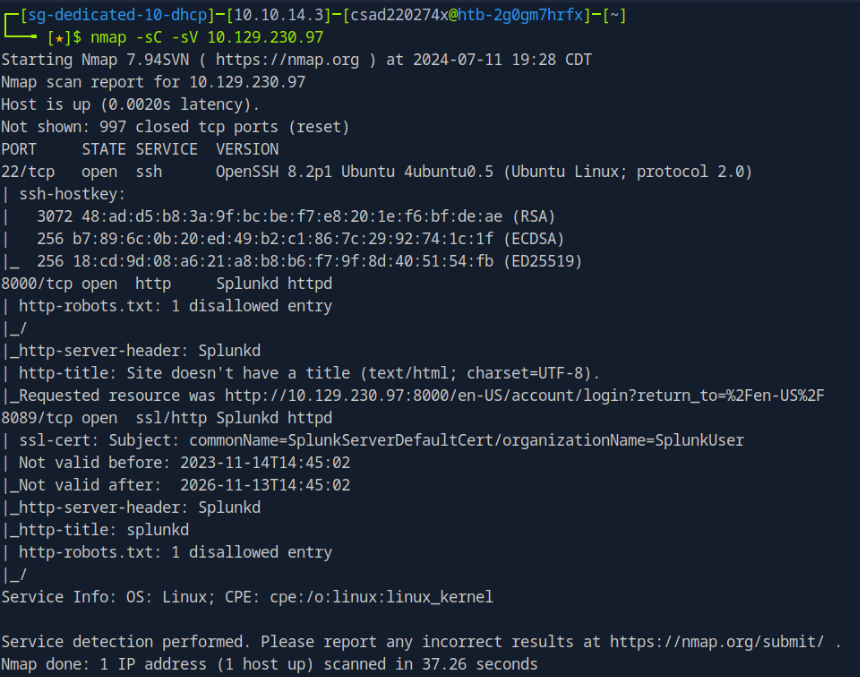 ┌─[sg-dedicated-10-dhcp]─[10.10.14.3]─[csad220274x@htb-2g0gm7hrfx]─[~]
└──╼ [★]$ nmap -sC -sV 10.129.230.97
Starting Nmap 7.94SVN ( https://nmap.org ) at 2024-07-11 19:28 CDT
Nmap scan report for 10.129.230.97
Host is up (0.0020s latency).
Not shown: 997 closed tcp ports (reset)
PORT     STATE SERVICE  VERSION
22/tcp   open  ssh      OpenSSH 8.2p1 Ubuntu 4ubuntu0.5 (Ubuntu Linux; protocol 2.0)
| ssh-hostkey:
|   3072 48:ad:d5:b8:3a:9f:bc:be:f7:e8:20:1e:f6:bf:de:ae (RSA)
|   256 b7:89:6c:0b:20:ed:49:b2:c1:86:7c:29:92:74:1c:1f (ECDSA)
|_  256 18:cd:9d:08:a6:21:a8:b8:b6:f7:9f:8d:40:51:54:fb (ED25519)
8000/tcp open  http     Splunkd httpd
| http-robots.txt: 1 disallowed entry
|_/
|_http-server-header: Splunkd
| http-title: Site doesn't have a title (text/html; charset=UTF-8).
|_Requested resource was http://10.129.230.97:8000/en-US/account/login?return_to=%2Fen-US%2F
8089/tcp open  ssl/http Splunkd httpd
| ssl-cert: Subject: commonName=SplunkServerDefaultCert/organizationName=SplunkUser
| Not valid before: 2023-11-14T14:45:02
|_Not valid after:  2026-11-13T14:45:02
|_http-server-header: Splunkd
|_http-title: splunkd
| http-robots.txt: 1 disallowed entry
|_/
Service Info: OS: Linux; CPE: cpe:/o:linux:linux_kernel

Service detection performed. Please report any incorrect results at https://nmap.org/submit/ .
Nmap done: 1 IP address (1 host up) scanned in 37.26 seconds